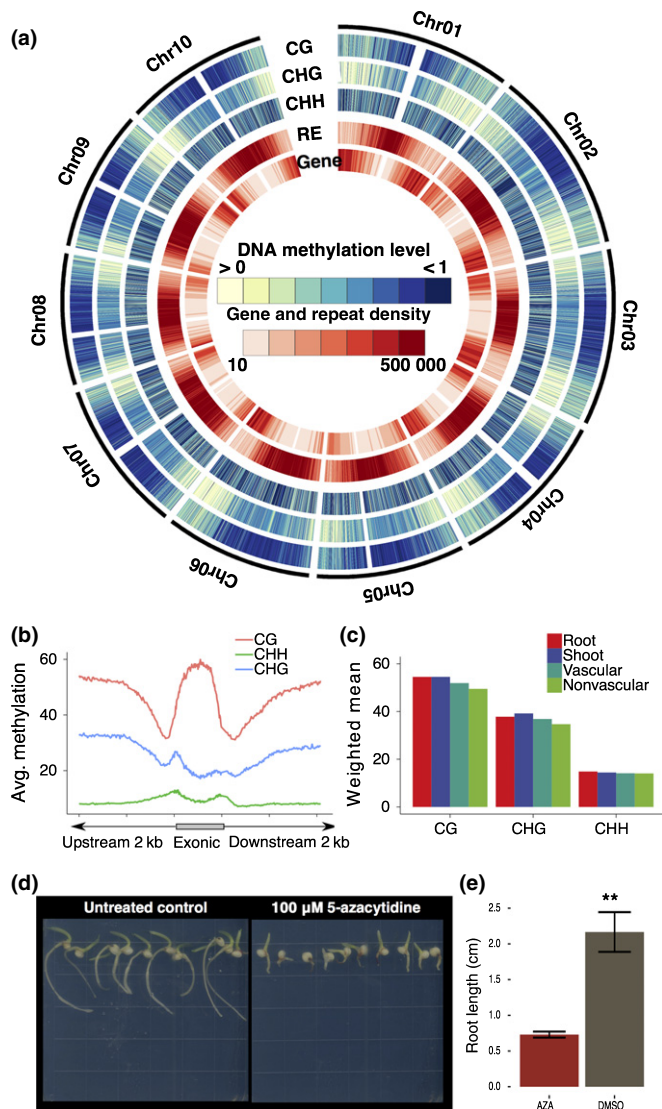 (a)
Chr01
Chr02
Chr03
Chr04
Chr05
Chr06
Chr07
Chr08
Chr09
Chr10
CG
CHG
CHH
RE
Gene
DNA methylation level
> 0 < 1
Gene and repeat density
10 500 000
(b)
CG
CHH
CHG
Avg. methylation
60
40
20
Upstream 2 kb Exonic Downstream 2 kb
(c)
Root
Shoot
Vascular
Nonvascular
Weighted mean
60
40
20
0
CG CHG CHH
(d)
Untreated control 100 µM 5-azacytidine
(e)
**
Root length (cm)
2.5
2.0
1.5
1.0
0.5
0.0
AZA DMSO